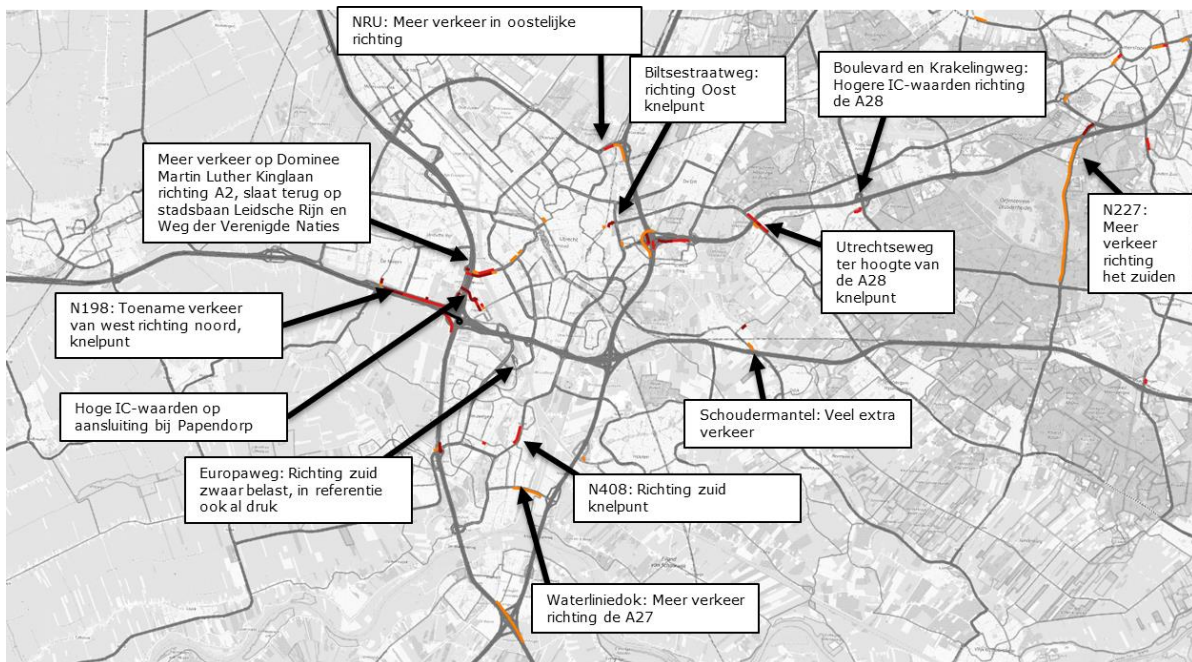 NRU: Meer verkeer in oostelijke
richting
Biltsestraatweg:
richting Oost
knelpunt
Boulevard en Krakelingweg:
Hogere IC-waarden richting
de A28
Meer verkeer op Dominee
Martin Luther Kinglaan
richting A2, slaat terug op
stadsbaan Leidsche Rijn en
Weg der Verenigde Naties
N227:
Meer
verkeer
richting
het zuiden
Utrechtseweg
ter hoogte van
de A28
knelpunt
N198: Toename verkeer
van west richting noord,
knelpunt
Hoge IC-waarden op
aansluiting bij Papendorp
Schoudermantel: Veel extra
verkeer
Europaweg: Richting zuid
zwaar belast, in referentie
ook al druk
N408: Richting zuid
knelpunt
Waterliniedok: Meer verkeer
richting de A27